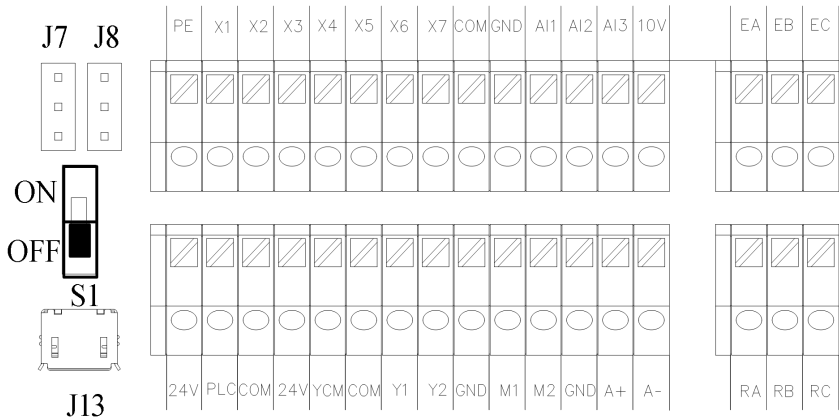 J7 J8
PE X1 X2 X3 X4 X5 X6 X7 COM GND AI1 AI2 AI3 10V EA EB EC
ON
OFF
S1
J13
24V PLC COM 24V YCM COM Y1 Y2 GND M1 M2 GND A+ A- RA RB RC